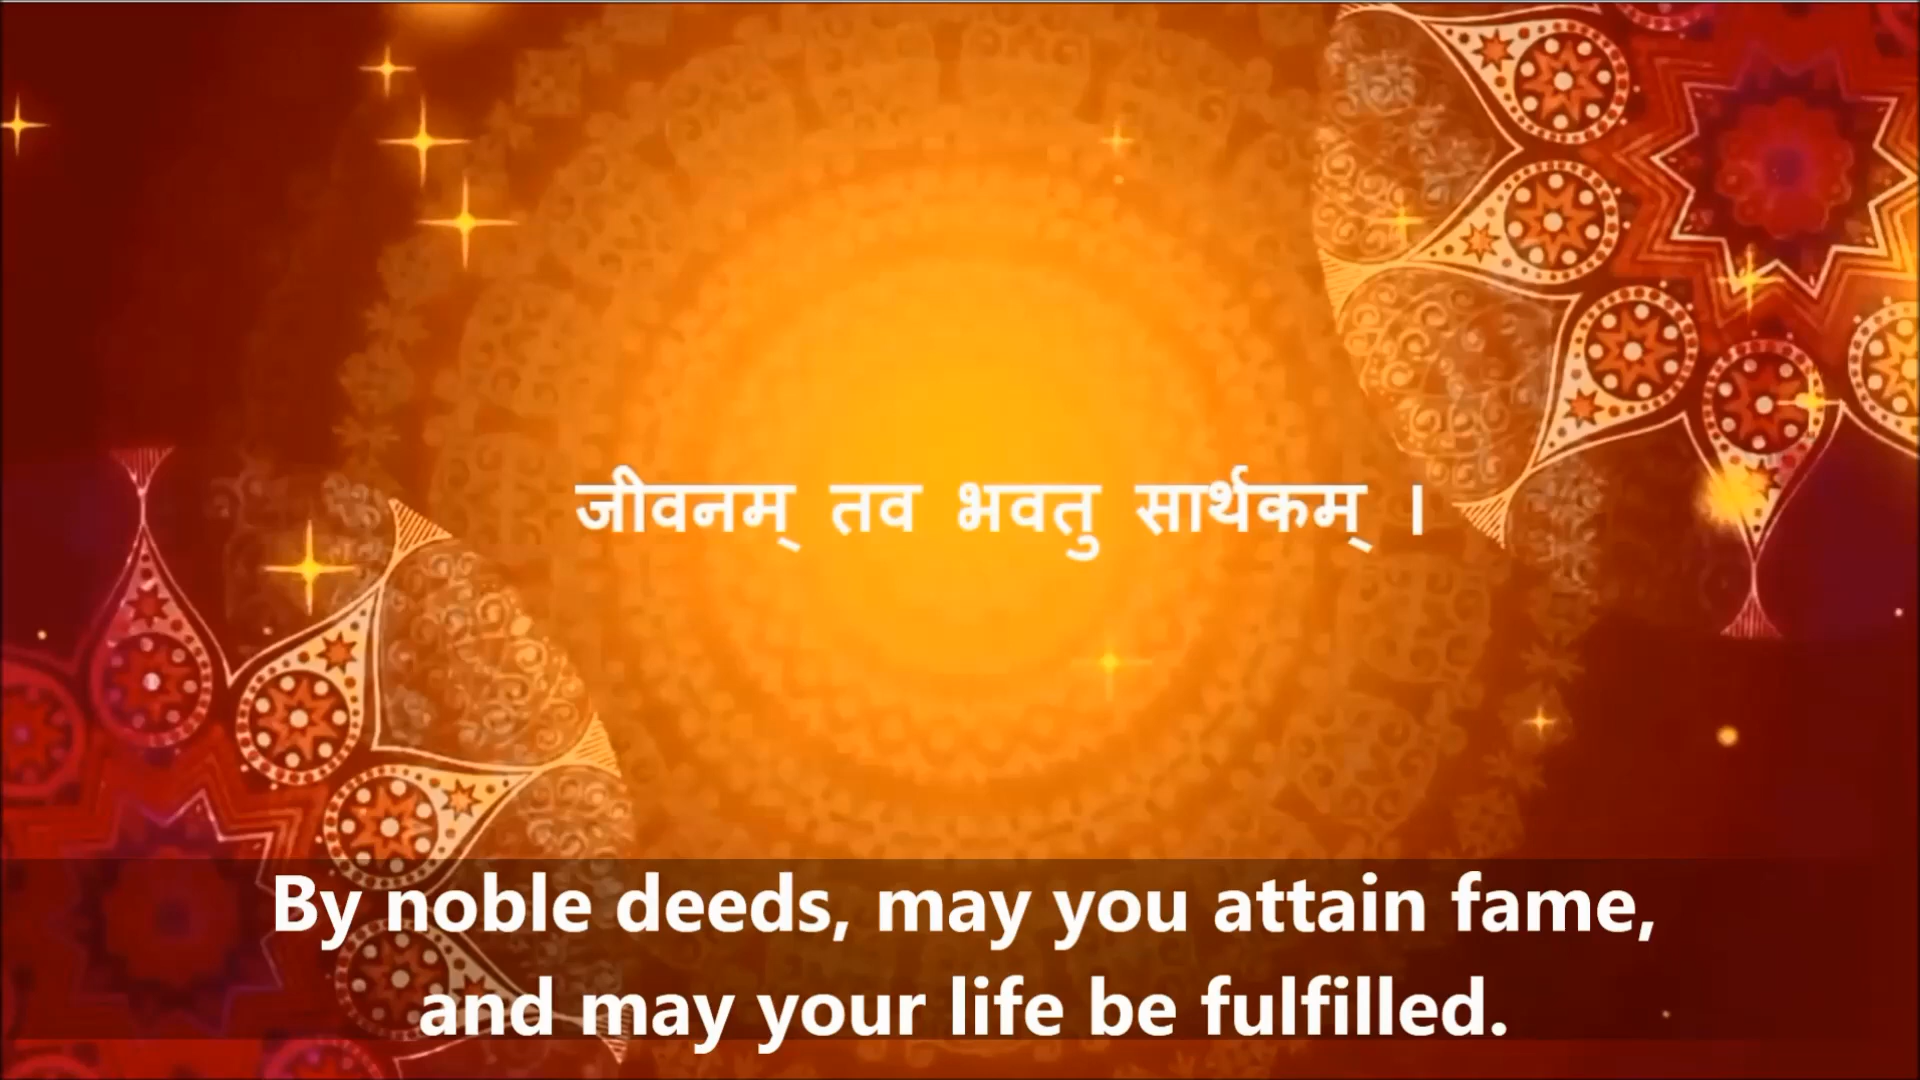 जीवनम् तव भवतु सार्थकम् ।
By noble deeds, may you attain fame,
and may your life be fulfilled.